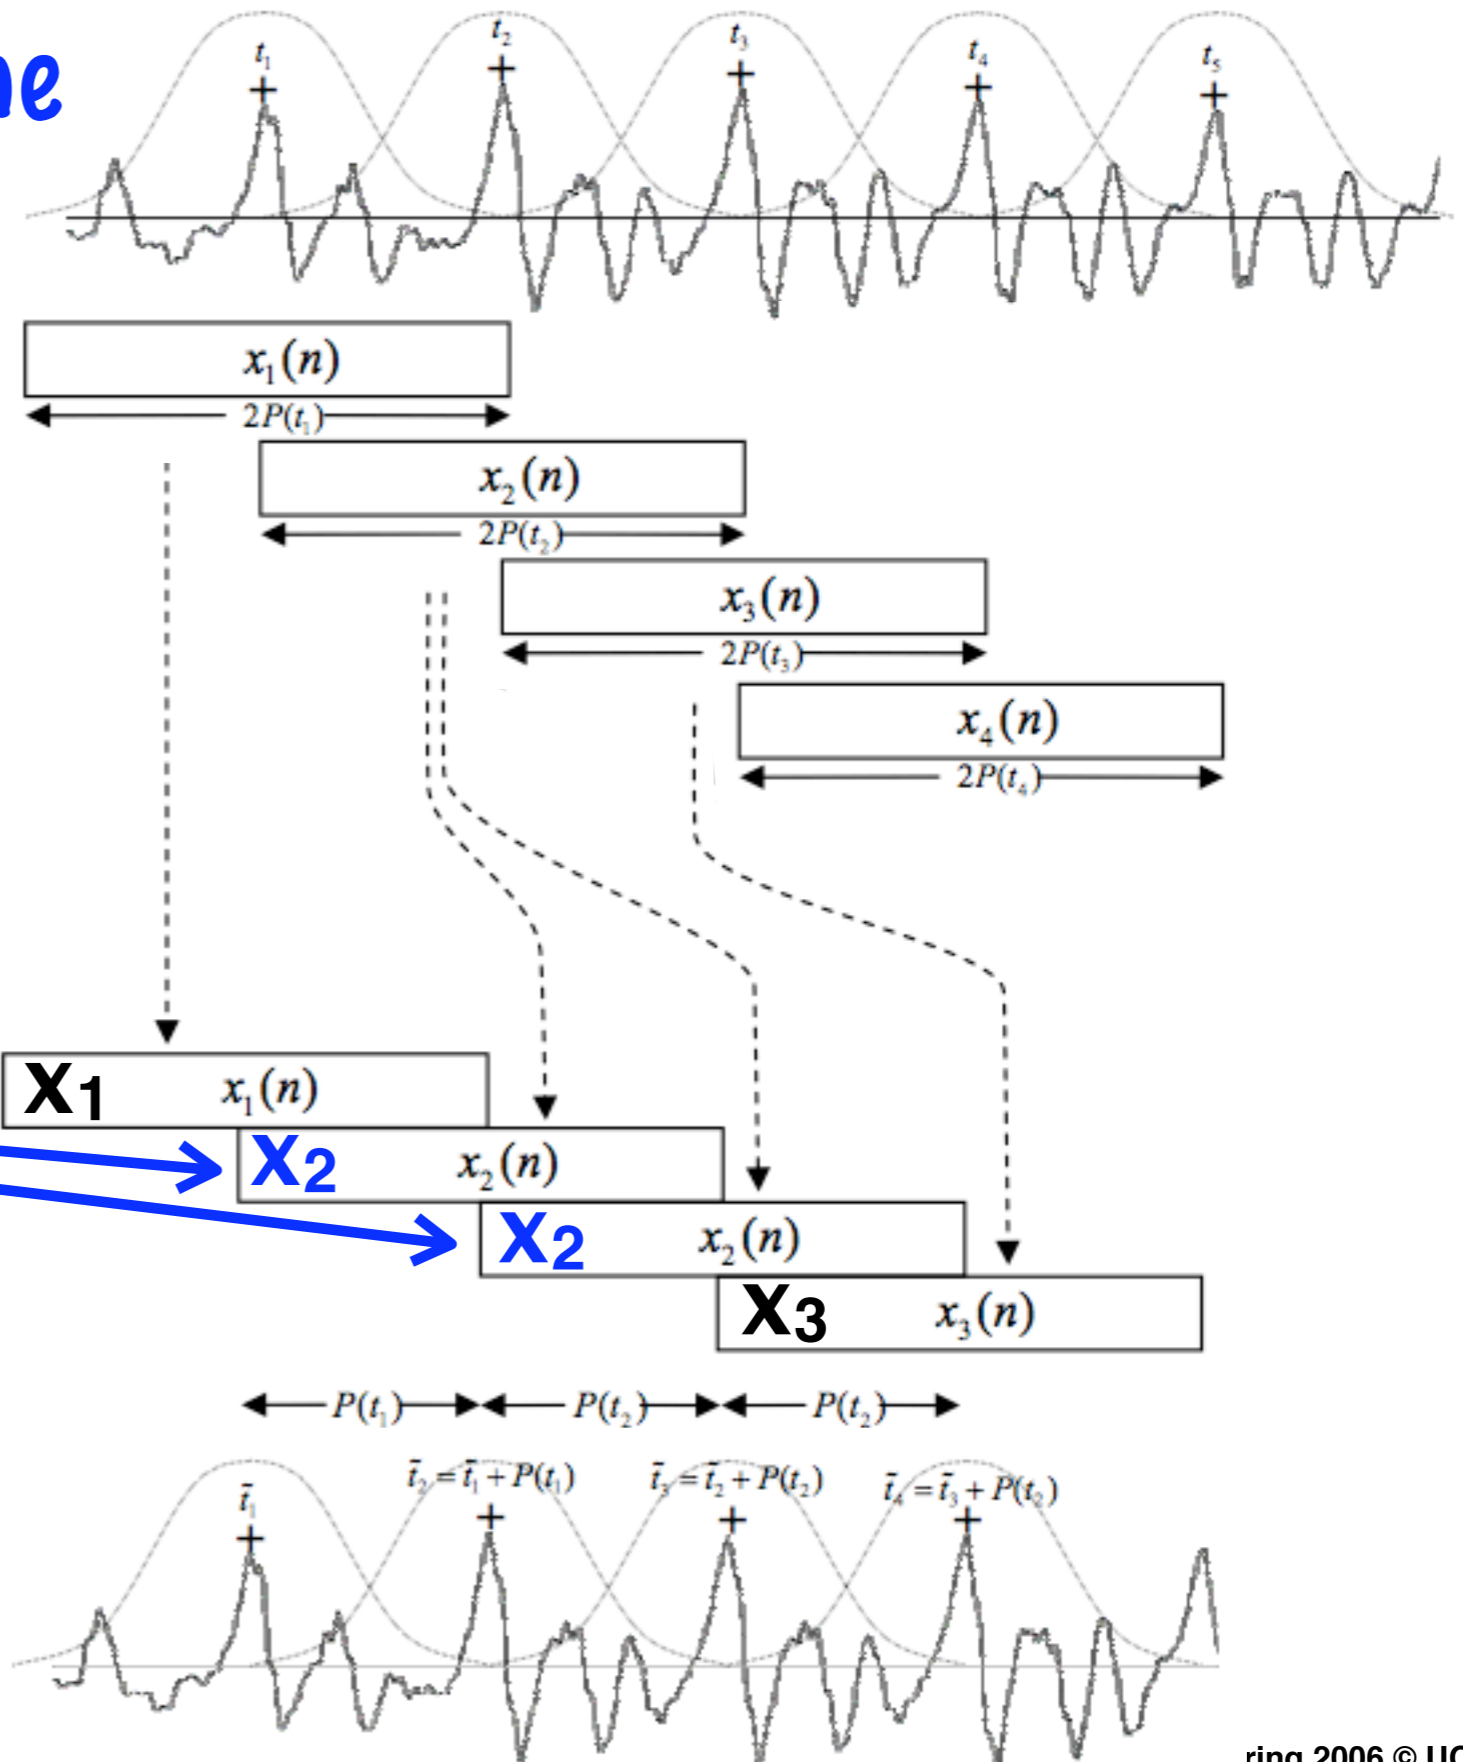 ne
t₁ t₂ t₃ t₄ t₅
x₁(n)
2P(t₁)
x₂(n)
2P(t₂)
x₃(n)
2P(t₃)
x₄(n)
2P(t₄)
X1 x₁(n)
X2 x₂(n)
X2 x₂(n)
X3 x₃(n)
P(t₁) P(t₂) P(t₂)
t̃₁ t̃₂ = t̃₁ + P(t₁) t̃₃ = t̃₂ + P(t₂) t̃₄ = t̃₃ + P(t₂)
ring 2006 © UC